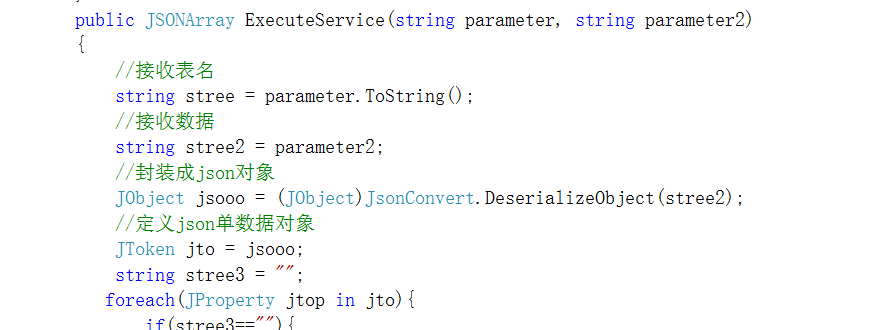 public JSONArray ExecuteService(string parameter, string parameter2)
{
//接收表名
string stree = parameter.ToString();
//接收数据
string stree2 = parameter2;
//封装成json对象
JObject jsooo = (JObject)JsonConvert.DeserializeObject(stree2);
//定义json单数据对象
JToken jto = jsooo;
string stree3 = "";
foreach(JProperty jtop in jto){
if(stree3==""){